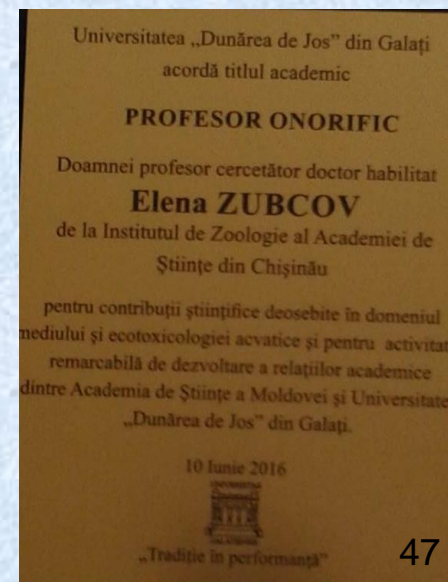 Universitatea „Dunărea de Jos” din Galați
acordă titlul academic
PROFESOR ONORIFIC
Doamnei profesor cercetător doctor habilitat
Elena ZUBCOV
de la Institutul de Zoologie al Academiei de
Științe din Chișinău
pentru contribuții științifice deosebite în domeniul
mediului și ecotoxicologiei acvatice și pentru activitat
remarcabilă de dezvoltare a relațiilor academice
dintre Academia de Științe a Moldovei și Universitate
„Dunărea de Jos” din Galați.
10 Iunie 2016
„Tradiție în performanță”
47